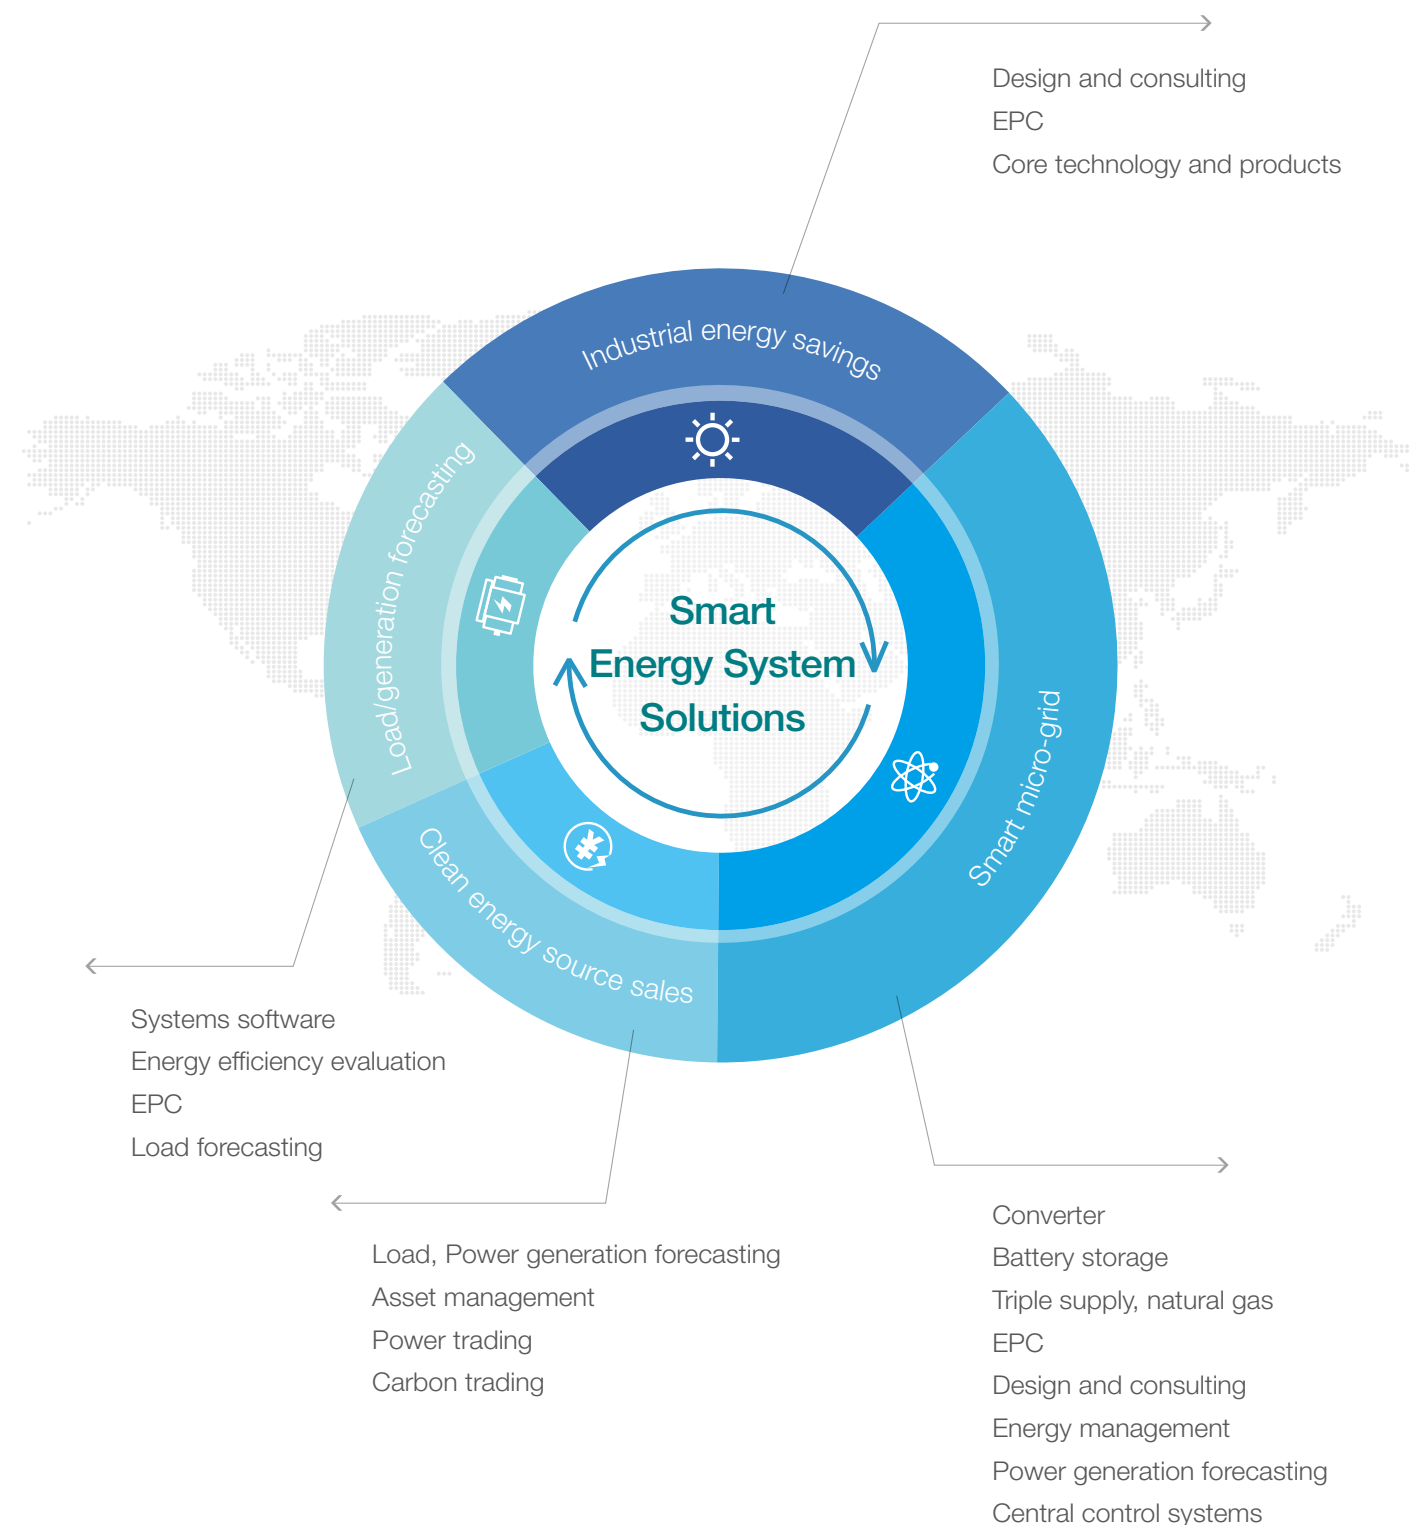 Design and consulting
EPC
Core technology and products
Industrial energy savings
Load/generation forecasting
Smart
Energy System
Solutions
Smart micro-grid
Clean energy source sales
Systems software
Energy efficiency evaluation
EPC
Load forecasting
Load, Power generation forecasting
Asset management
Power trading
Carbon trading
Converter
Battery storage
Triple supply, natural gas
EPC
Design and consulting
Energy management
Power generation forecasting
Central control systems